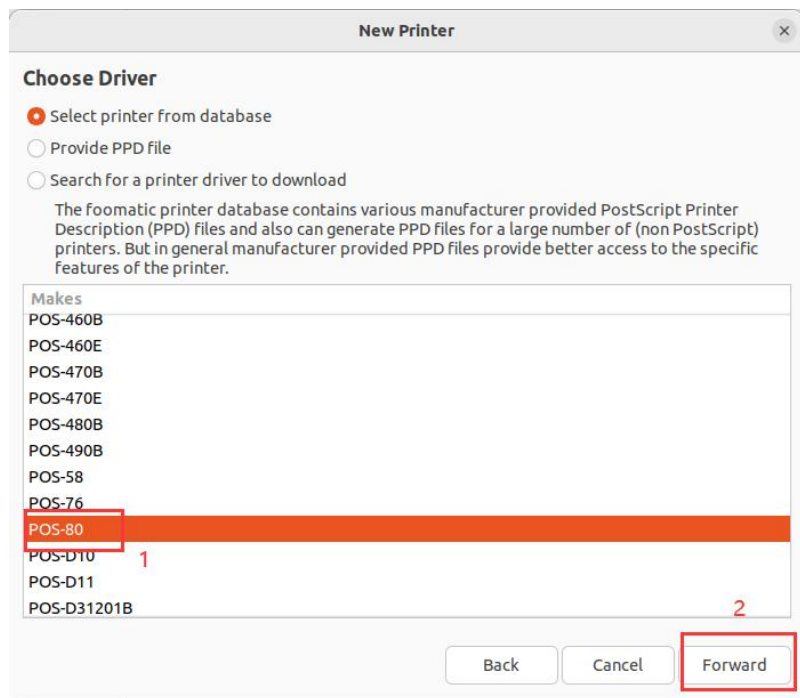 New Printer
Choose Driver
Select printer from database
Provide PPD file
Search for a printer driver to download
The foomatic printer database contains various manufacturer provided PostScript Printer
Description (PPD) files and also can generate PPD files for a large number of (non PostScript)
printers. But in general manufacturer provided PPD files provide better access to the specific
features of the printer.
Makes
POS-460B
POS-460E
POS-470B
POS-470E
POS-480B
POS-490B
POS-58
POS-76
POS-80
1
POS-D10
POS-D11
POS-D31201B
2
Back Cancel Forward